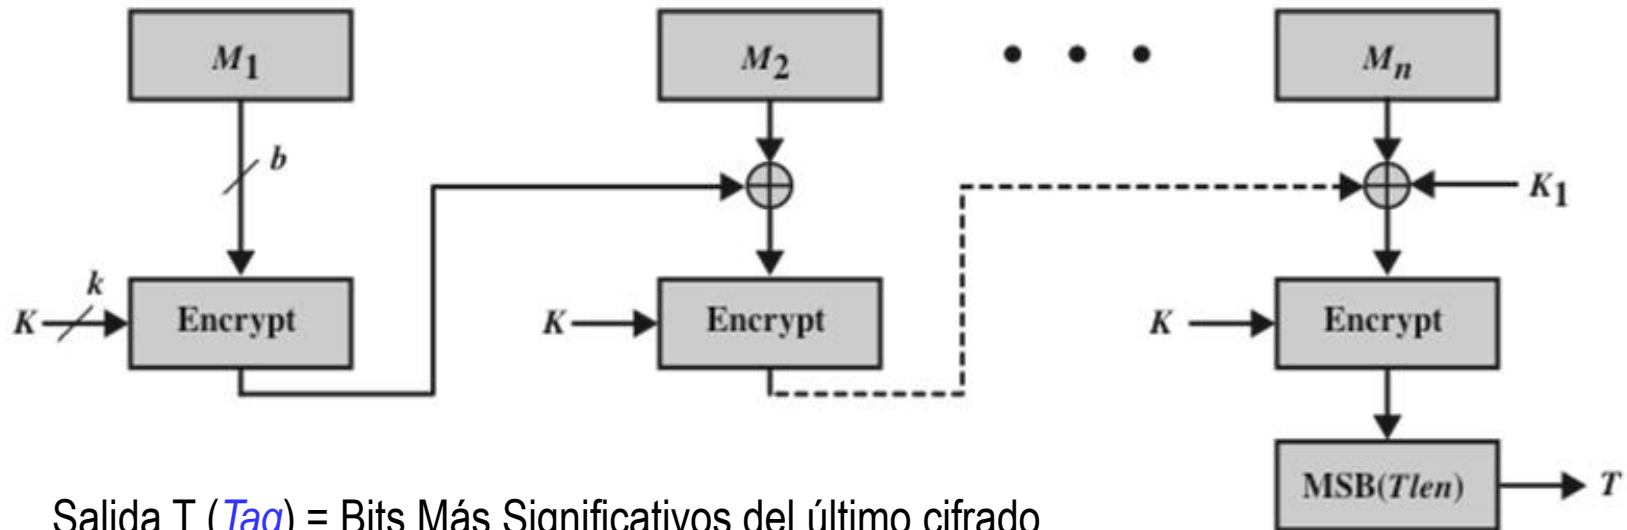 M1 M2 • • • Mn
b
K1
k
K Encrypt K Encrypt K Encrypt
MSB(Tlen) T
Salida T (Tag) = Bits Más Significativos del último cifrado